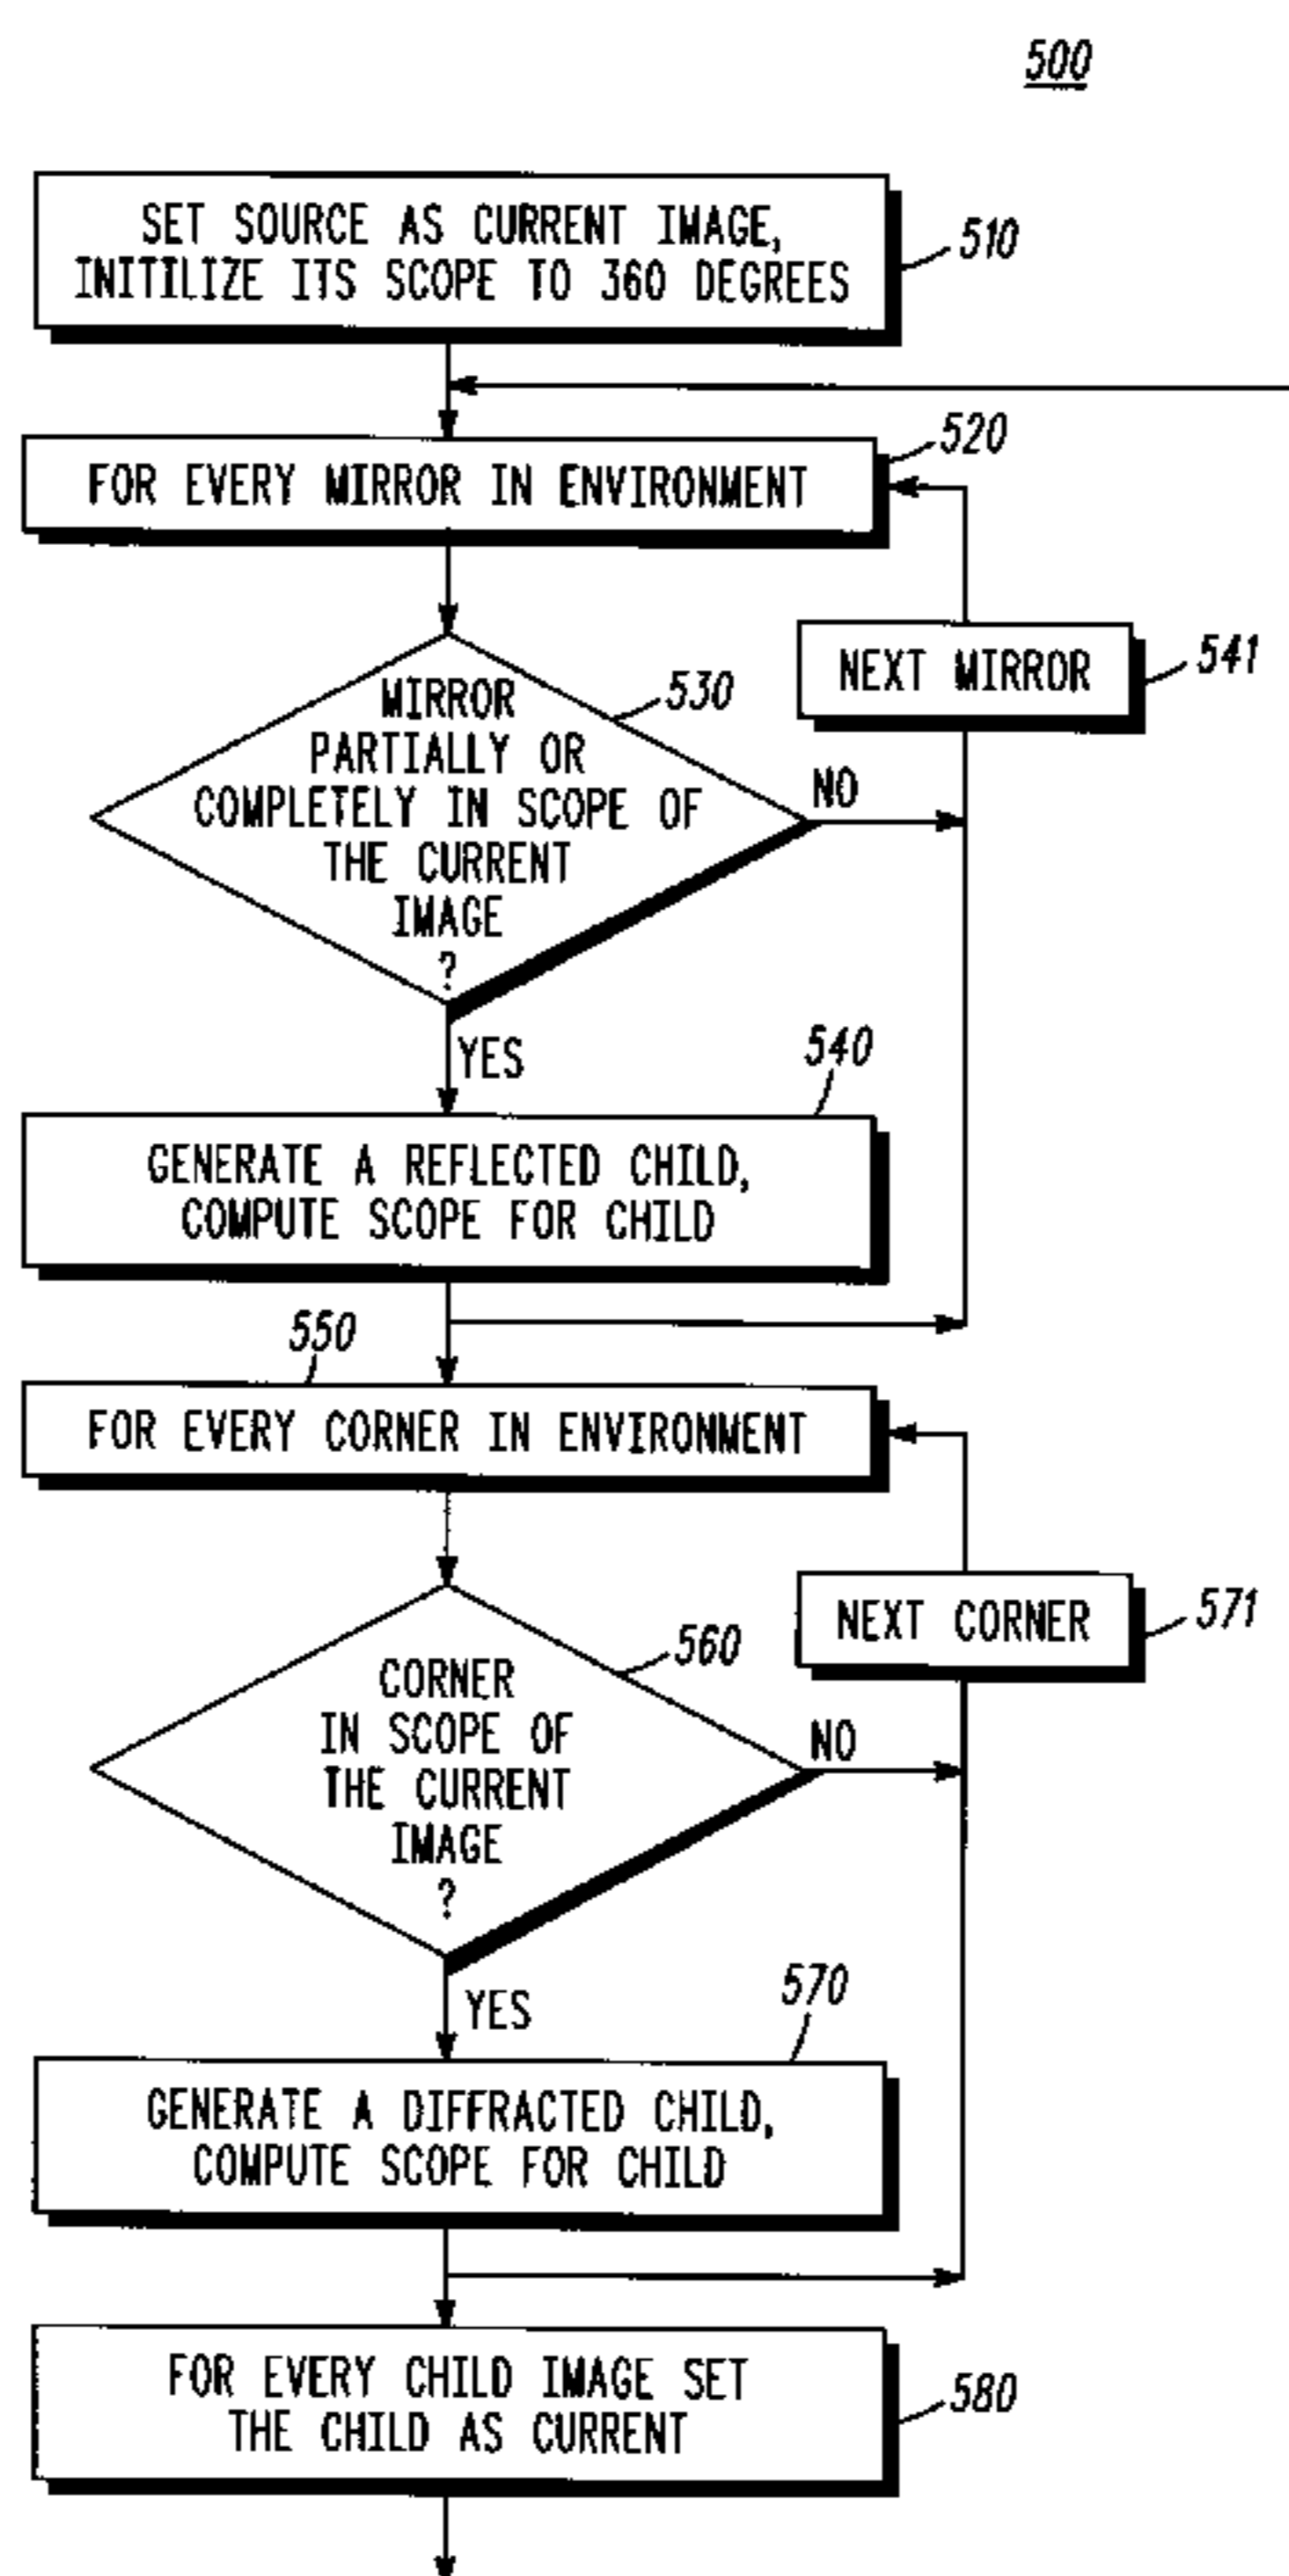 500
SET SOURCE AS CURRENT IMAGE,
INITILIZE ITS SCOPE TO 360 DEGREES
510
FOR EVERY MIRROR IN ENVIRONMENT
520
NEXT MIRROR
541
MIRROR
PARTIALLY OR
COMPLETELY IN SCOPE OF
THE CURRENT
IMAGE
?
530
NO
YES
540
GENERATE A REFLECTED CHILD,
COMPUTE SCOPE FOR CHILD
550
FOR EVERY CORNER IN ENVIRONMENT
NEXT CORNER
571
CORNER
IN SCOPE OF
THE CURRENT
IMAGE
?
560
NO
YES
570
GENERATE A DIFFRACTED CHILD,
COMPUTE SCOPE FOR CHILD
FOR EVERY CHILD IMAGE SET
THE CHILD AS CURRENT
580